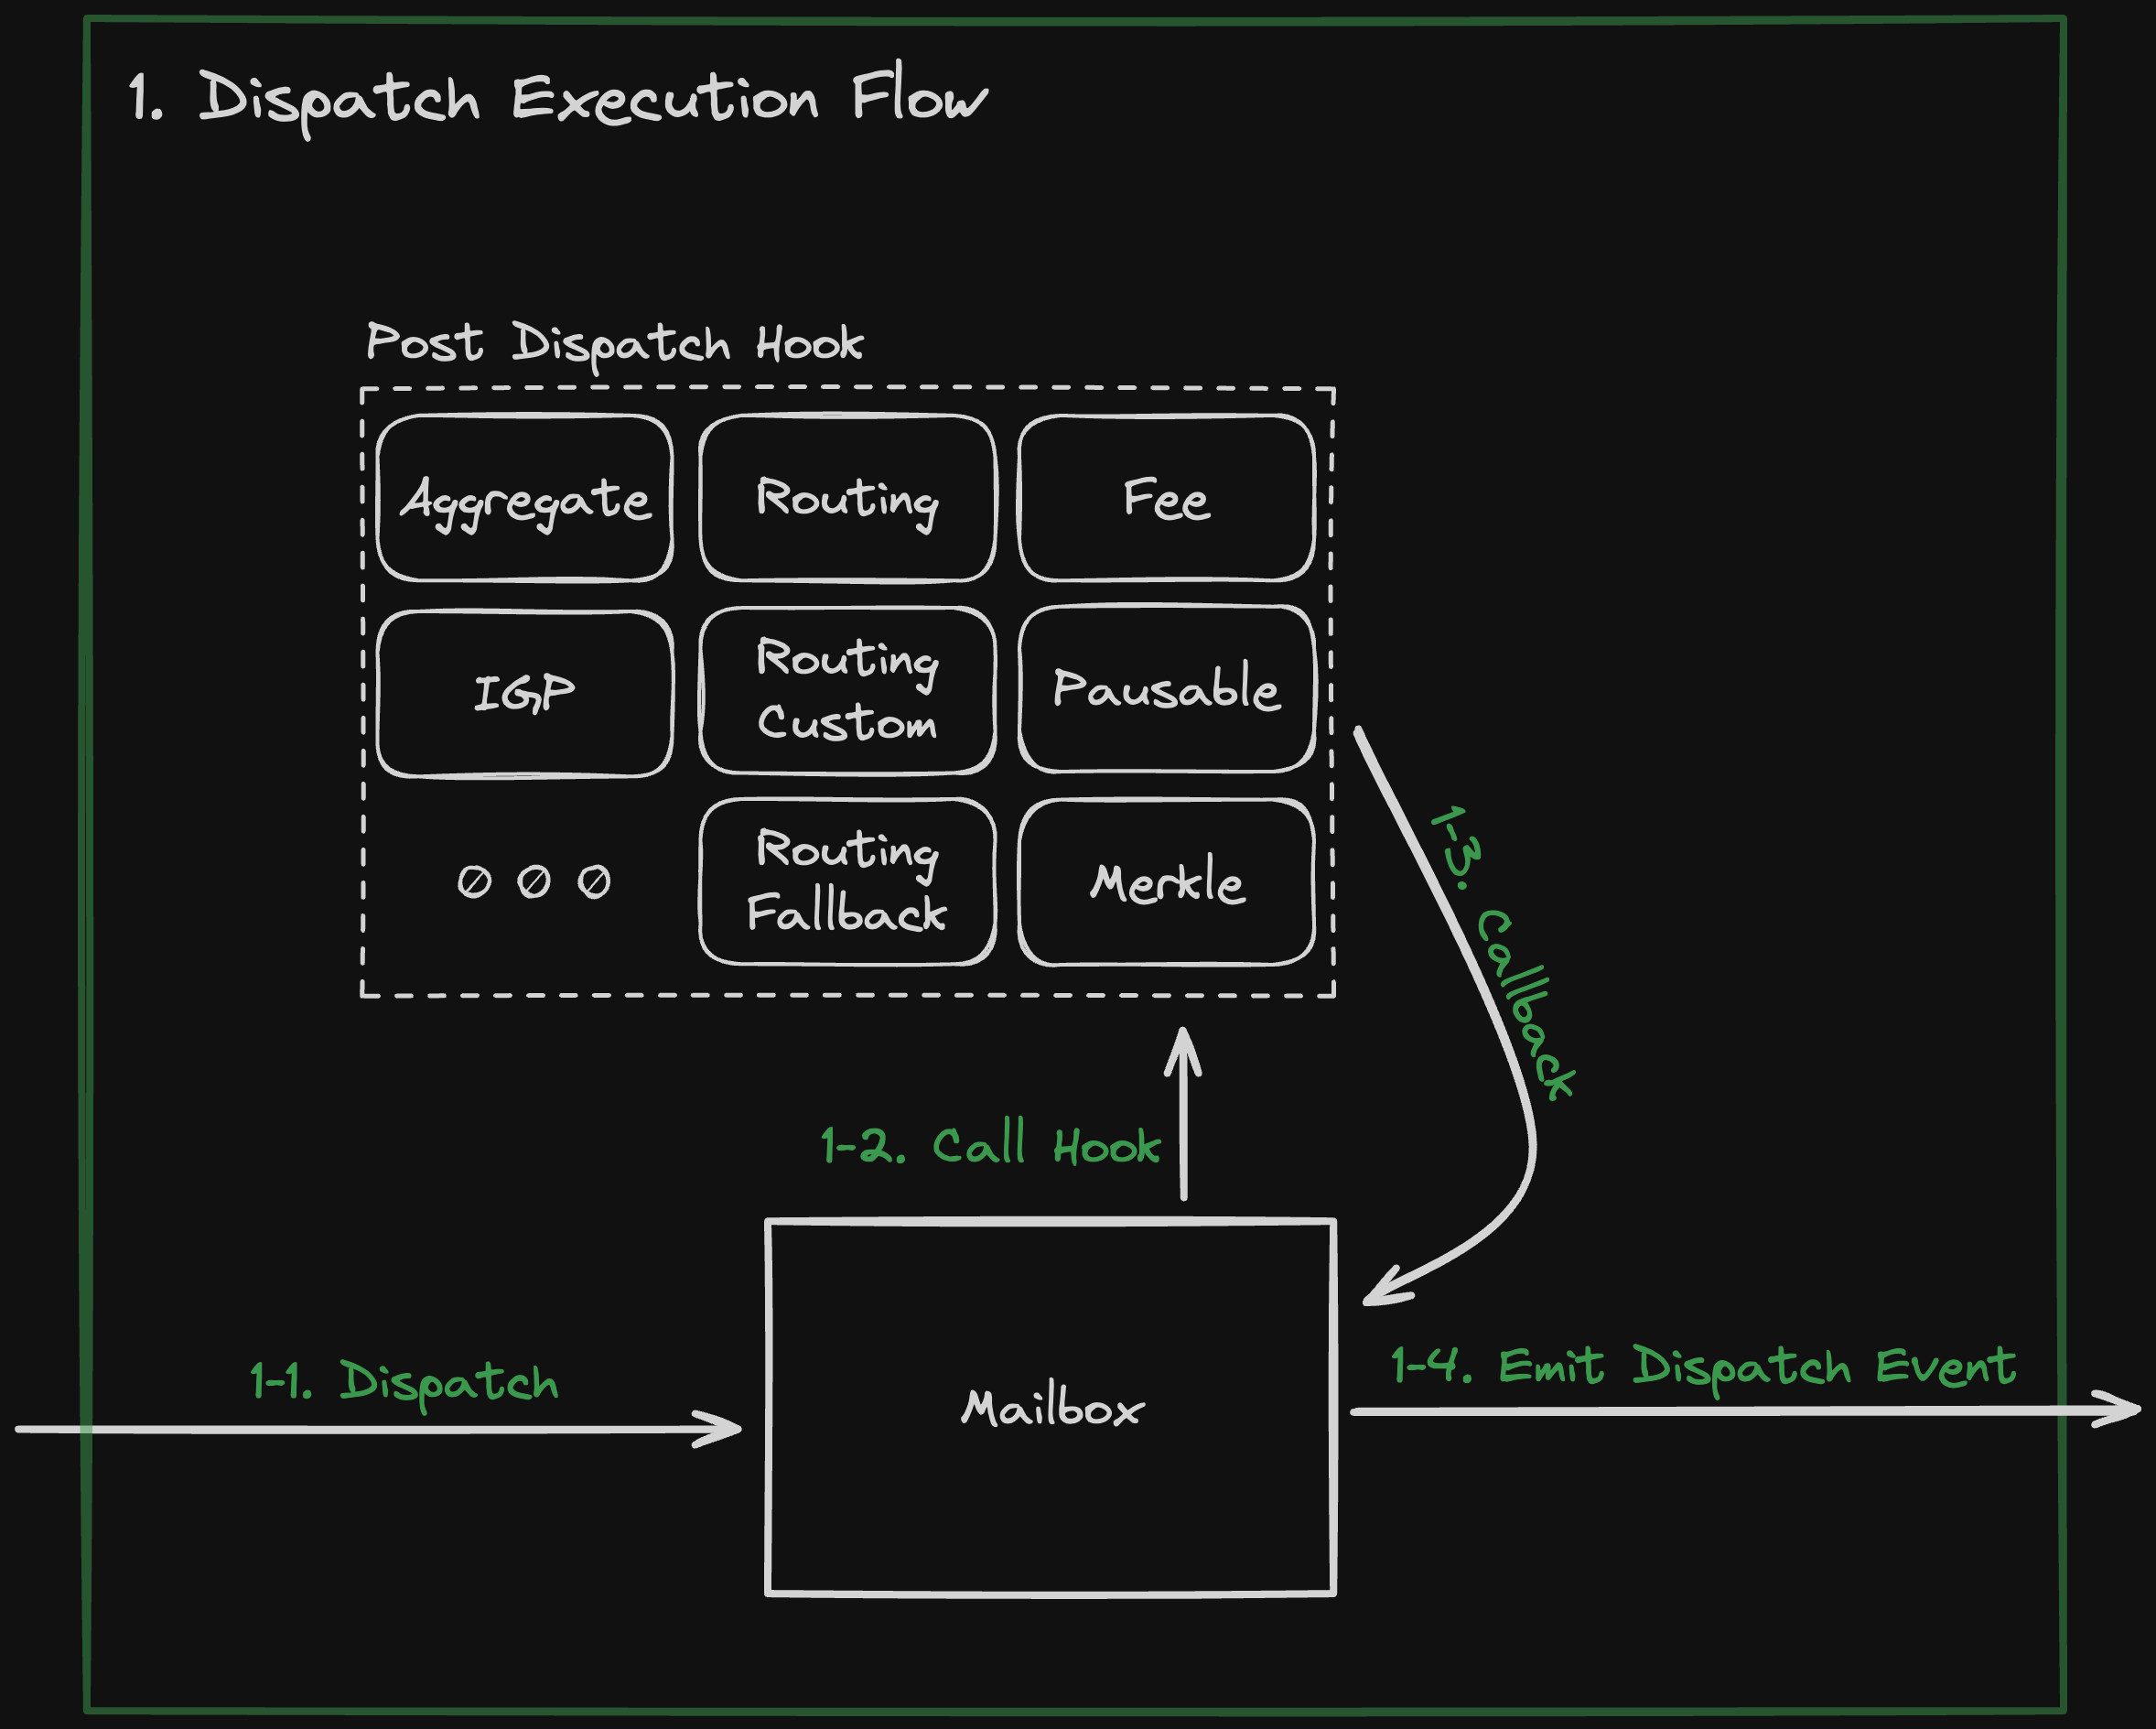 1. Dispatch Execution Flow
Post Dispatch Hook
Aggregate
Routing
Fee
IGP
Routing
Custom
Pausable
Routing
Fallback
Merkle
1-3. Callback
1-2. Call Hook
1-1. Dispatch
Mailbox
1-4. Emit Dispatch Event